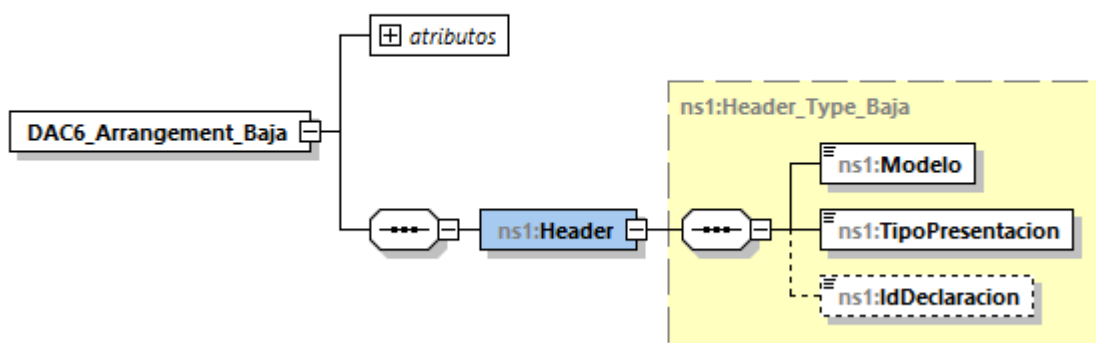 atributos
ns1:Header_Type_Baja
DAC6_Arrangement_Baja
ns1:Modelo
ns1:Header
ns1:TipoPresentacion
ns1:IdDeclaracion